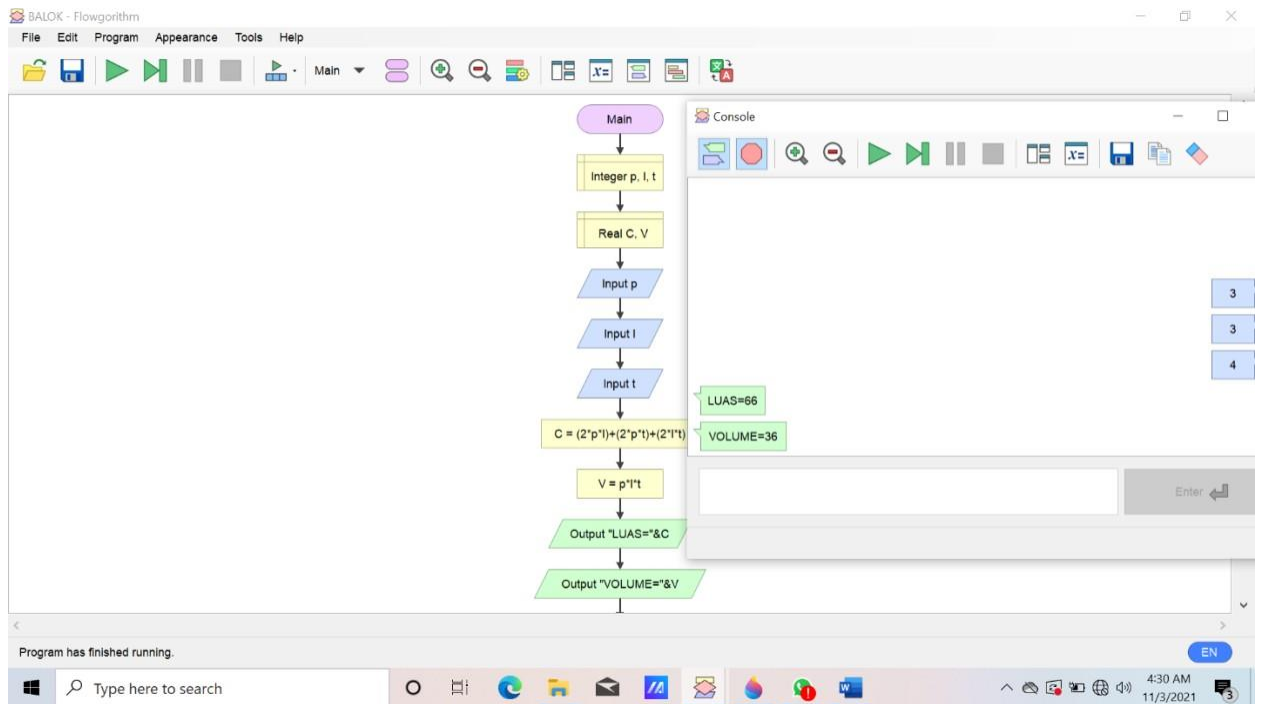 BALOK - Flowgorithm
File Edit Program Appearance Tools Help
Main
Main
Integer p, l, t
Real C, V
Input p
Input l
Input t
C = (2*p*l)+(2*p*t)+(2*l*t)
V = p*l*t
Output "LUAS="&C
Output "VOLUME="&V
Console
x=
3
3
4
LUAS=66
VOLUME=36
Enter
Program has finished running.
EN
Type here to search
4:30 AM
11/3/2021
3